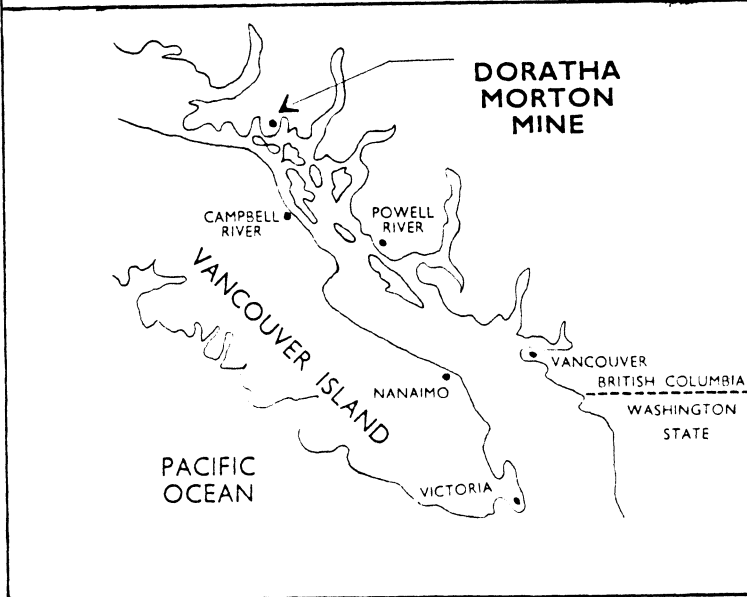 DORATHA
MORTON
MINE
CAMPBELL
RIVER
POWELL
RIVER
VANCOUVER ISLAND
VANCOUVER
BRITISH COLUMBIA
NANAIMO
WASHINGTON
STATE
PACIFIC
OCEAN
VICTORIA